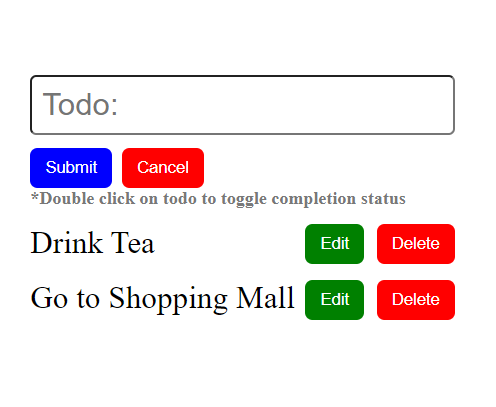 Todo:
Submit Cancel
*Double click on todo to toggle completion status
Drink Tea Edit Delete
Go to Shopping Mall Edit Delete